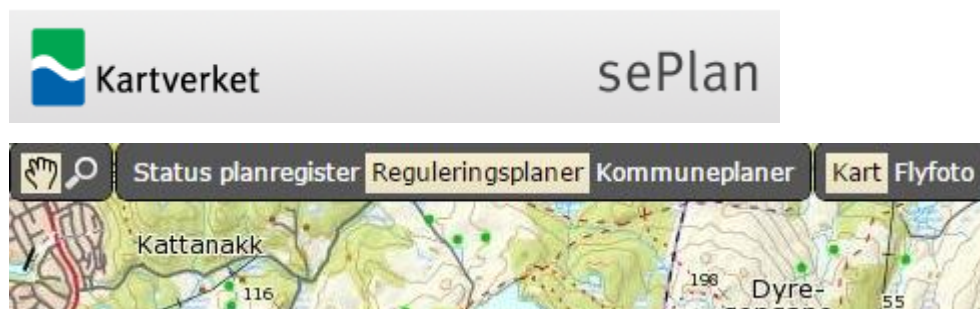 Kartverket sePlan
Status planregister Reguleringsplaner Kommuneplaner Kart Flyfoto
Kattanakk
116
198 Dyre-
55